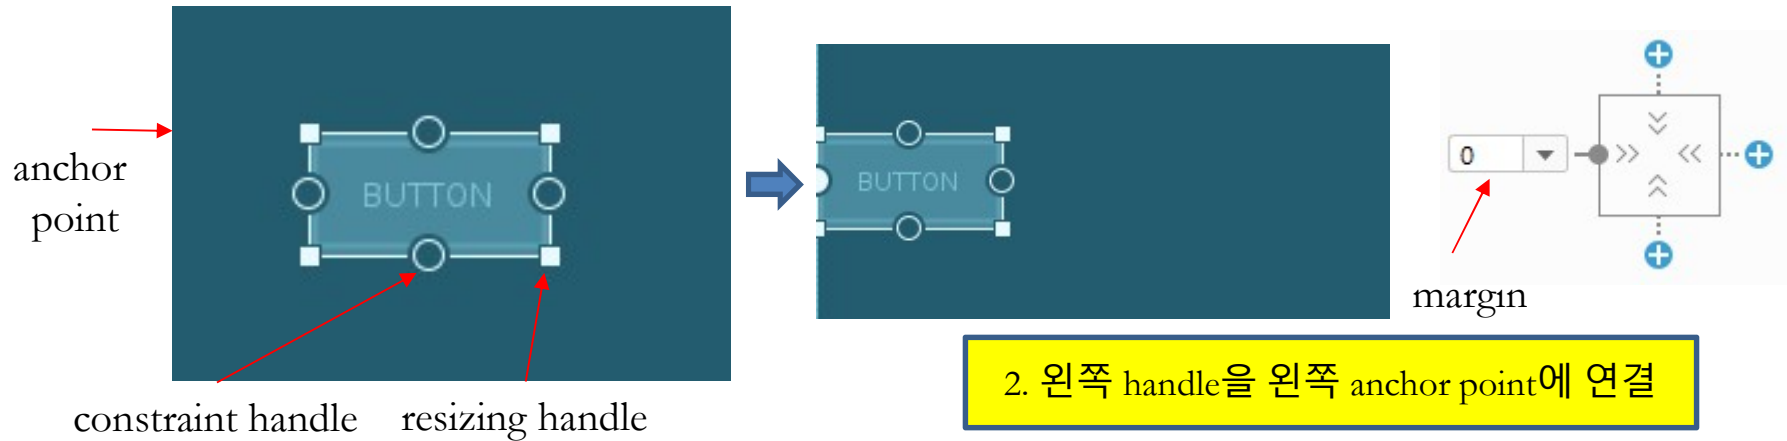 anchor
point
BUTTON
constraint handle
resizing handle
BUTTON
0
margin
2. 왼쪽 handle을 왼쪽 anchor point에 연결